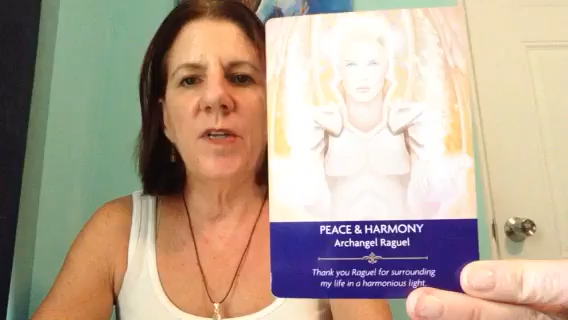 PEACE & HARMONY
Archangel Raguel
Thank you Raguel for surrounding
my life in a harmonious light.